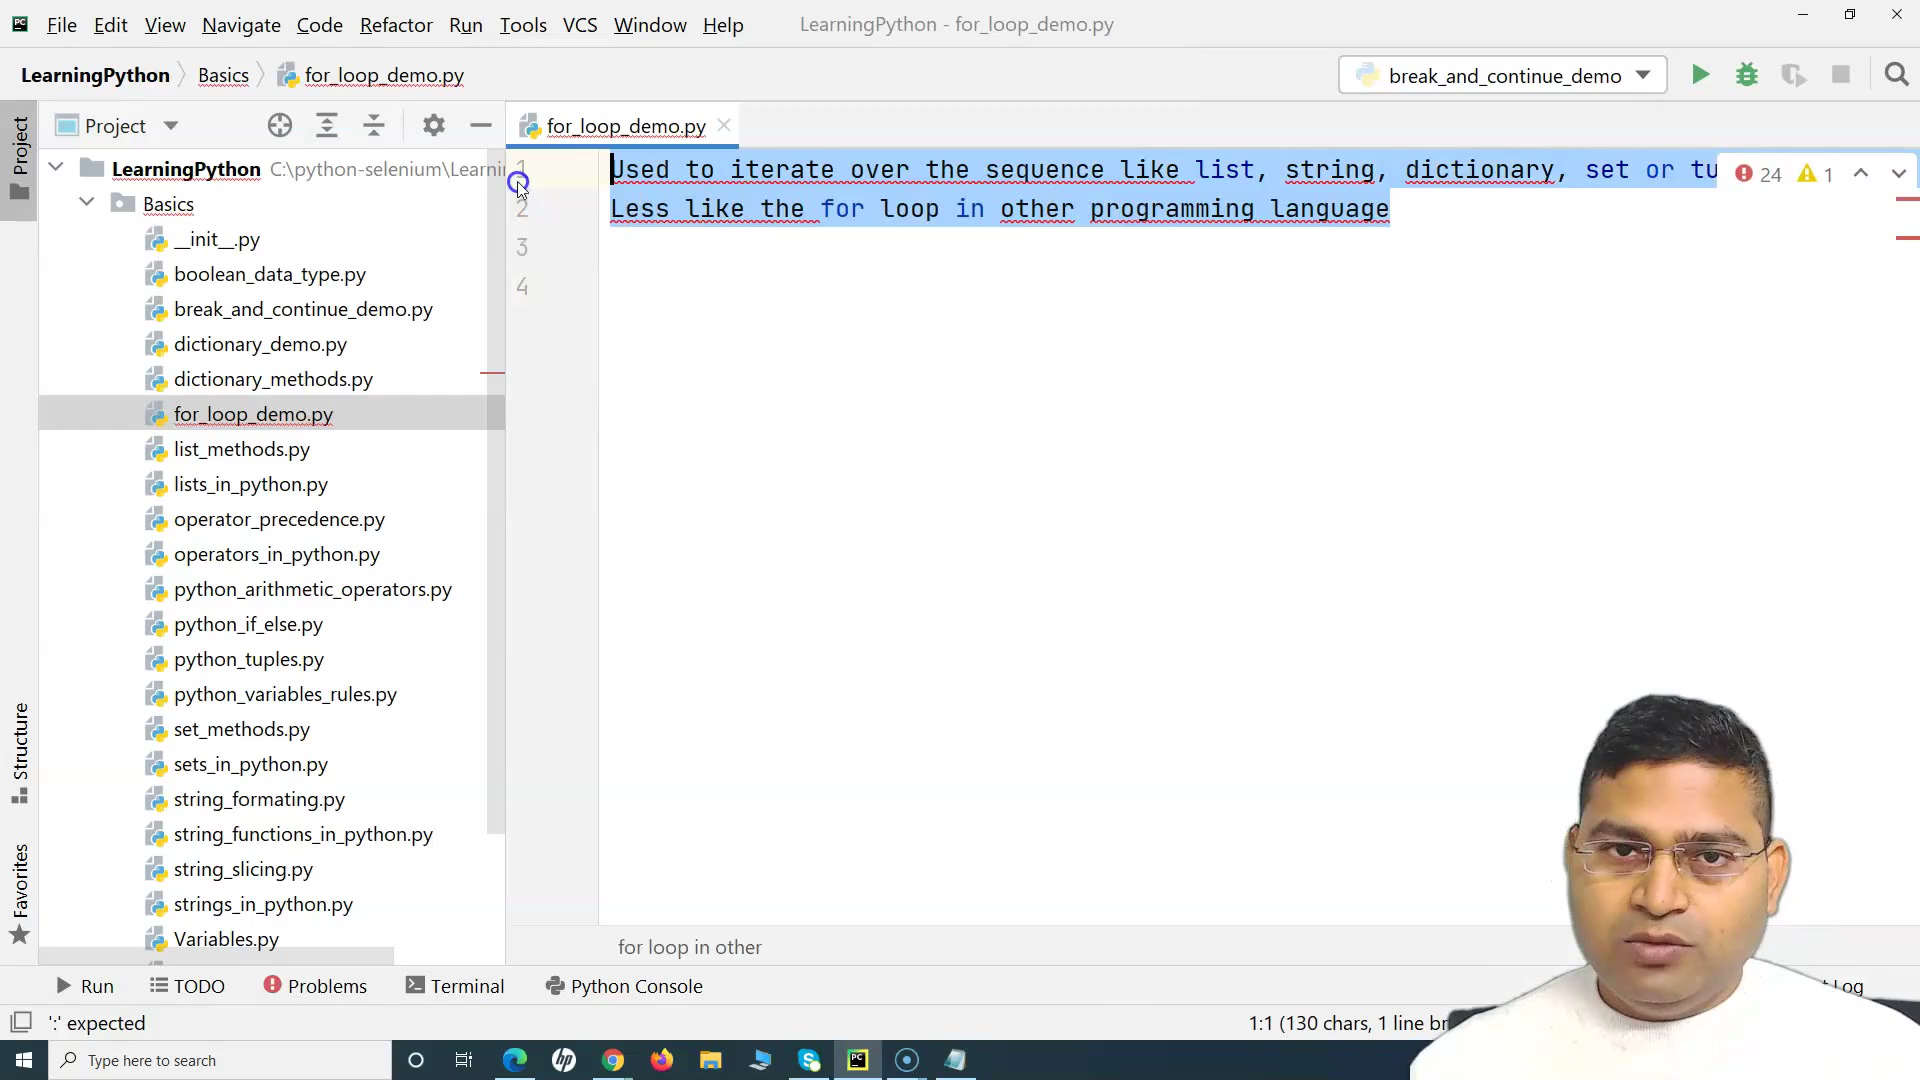 File Edit View Navigate Code Refactor Run Tools VCS Window Help LearningPython - for_loop_demo.py
LearningPython Basics for_loop_demo.py break_and_continue_demo
Project Project for_loop_demo.py
LearningPython C:\python-selenium\Learni
Basics
__init__.py
boolean_data_type.py
break_and_continue_demo.py
dictionary_demo.py
dictionary_methods.py
for_loop_demo.py
list_methods.py
lists_in_python.py
operator_precedence.py
operators_in_python.py
python_arithmetic_operators.py
python_if_else.py
python_tuples.py
python_variables_rules.py
set_methods.py
sets_in_python.py
string_formating.py
string_functions_in_python.py
string_slicing.py
strings_in_python.py
Variables.py
Structure
Favorites
1 Used to iterate over the sequence like list, string, dictionary, set or tu 24 1
2 Less like the for loop in other programming language
3
4
for loop in other
Run TODO Problems Terminal Python Console t Log
':' expected 1:1 (130 chars, 1 line br
Type here to search